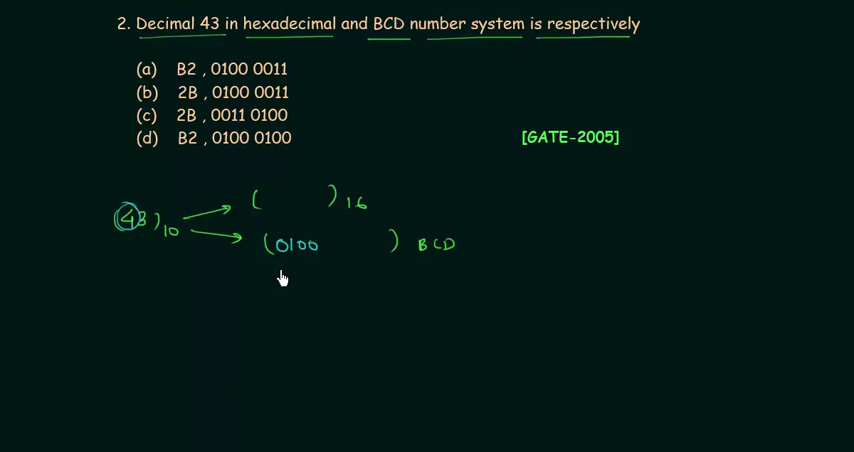 2. Decimal 43 in hexadecimal and BCD number system is respectively
(a) B2 , 0100 0011
(b) 2B , 0100 0011
(c) 2B , 0011 0100
(d) B2 , 0100 0100 [GATE-2005]
( )16
(43)10
(0100 ) BCD